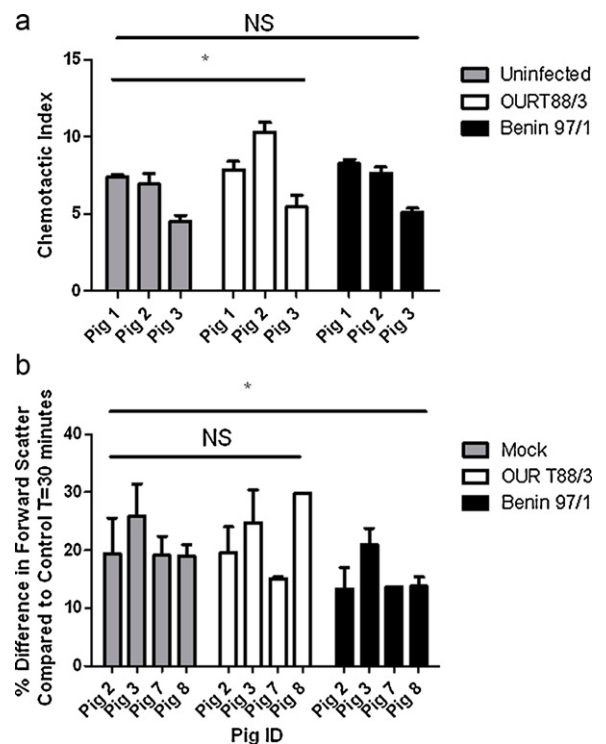 a
NS
*
Chemotactic Index
15
10
5
0
Pig 1
Pig 2
Pig 3
Pig 1
Pig 2
Pig 3
Pig 1
Pig 2
Pig 3
Uninfected
OURT88/3
Benin 97/1
b
*
NS
% Difference in Forward Scatter
Compared to Control T=30 minutes
40
30
20
10
0
Pig 2
Pig 3
Pig 7
Pig 8
Pig 2
Pig 3
Pig 7
Pig 8
Pig 2
Pig 3
Pig 7
Pig 8
Pig ID
Mock
OUR T88/3
Benin 97/1